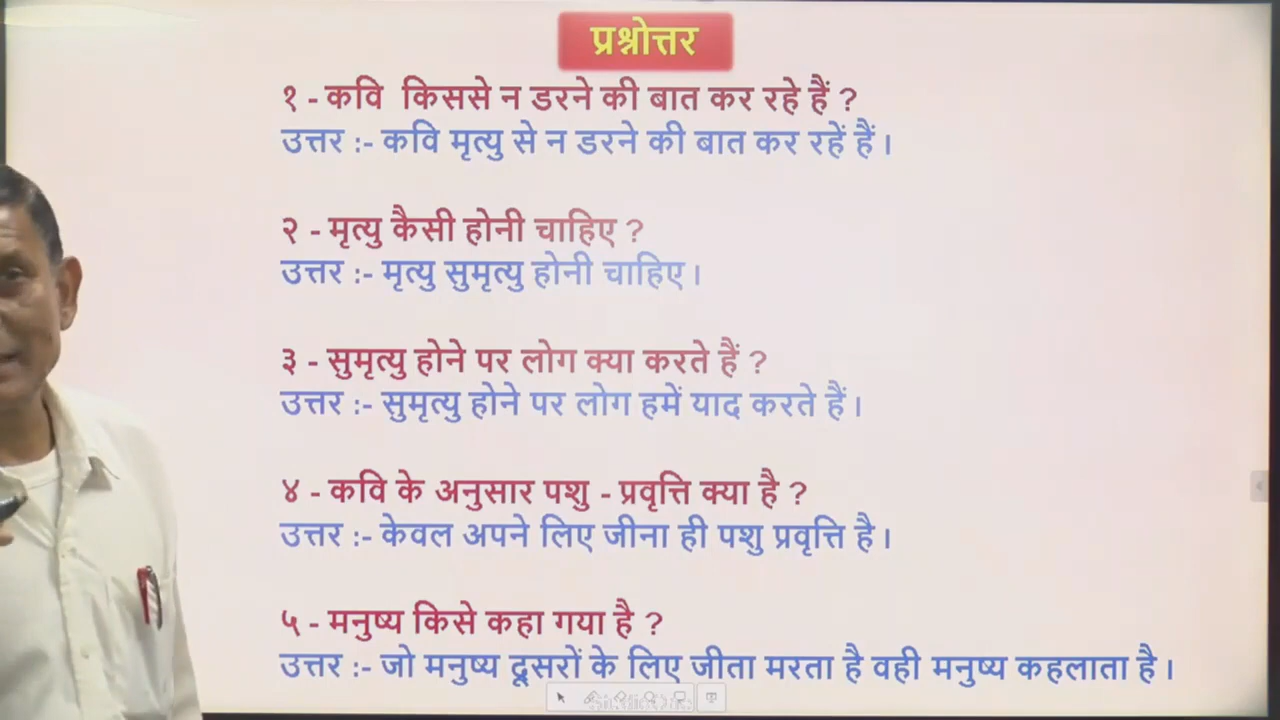 प्रश्नोत्तर
१ - कवि किससे न डरने की बात कर रहे हैं ?
उत्तर :- कवि मृत्यु से न डरने की बात कर रहें हैं ।
२ - मृत्यु कैसी होनी चाहिए ?
उत्तर :- मृत्यु सुमृत्यु होनी चाहिए ।
३ - सुमृत्यु होने पर लोग क्या करते हैं ?
उत्तर :- सुमृत्यु होने पर लोग हमें याद करते हैं ।
४ - कवि के अनुसार पशु - प्रवृत्ति क्या है ?
उत्तर :- केवल अपने लिए जीना ही पशु प्रवृत्ति है ।
५ - मनुष्य किसे कहा गया है ?
उत्तर :- जो मनुष्य दूसरों के लिए जीता मरता है वही मनुष्य कहलाता है ।